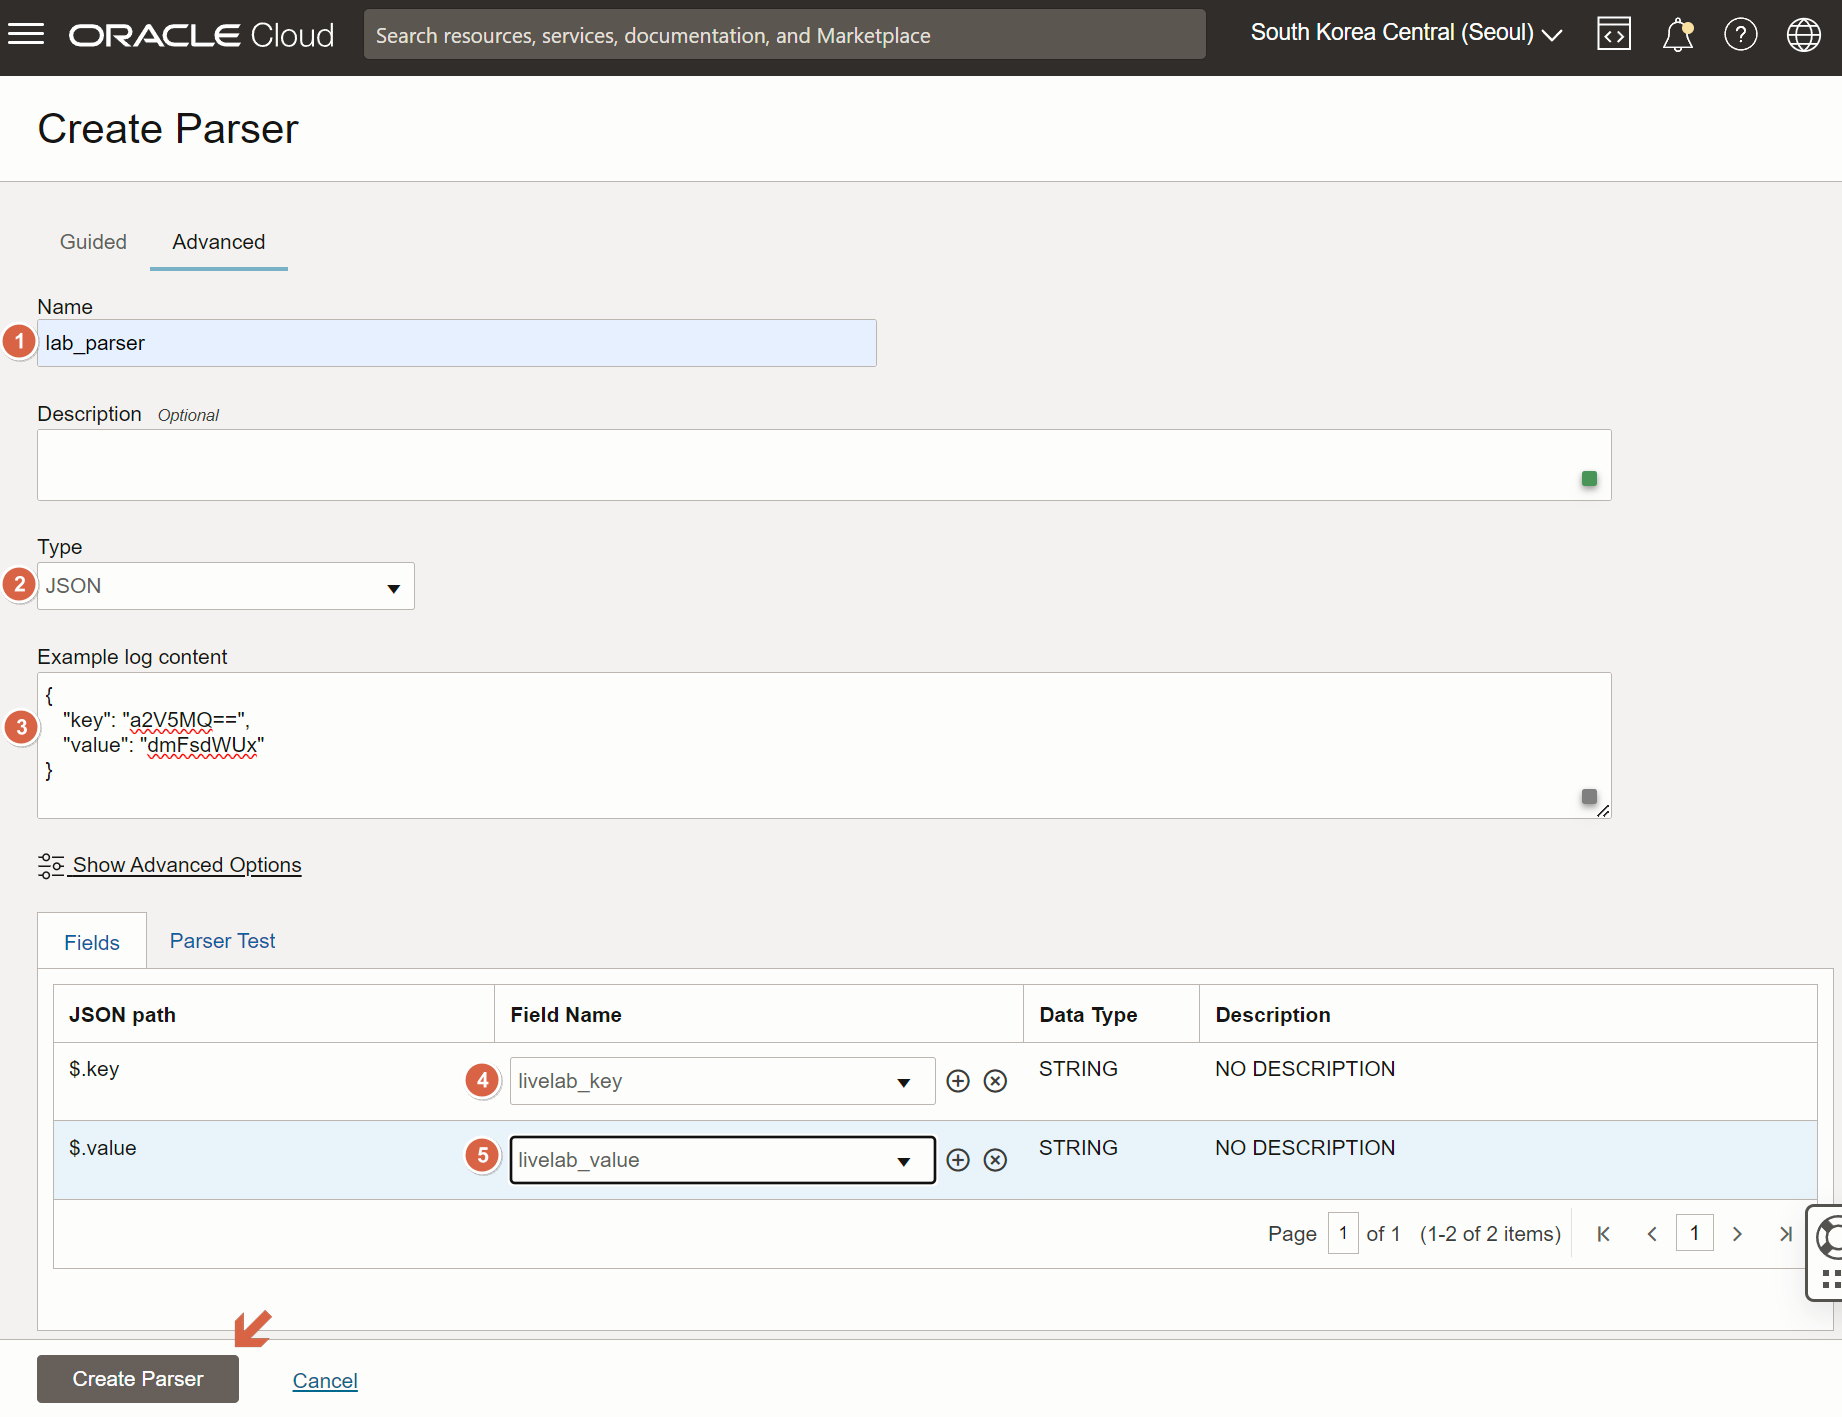 ORACLE Cloud
Search resources, services, documentation, and Marketplace
South Korea Central (Seoul)
Create Parser
Guided
Advanced
Name
1
lab_parser
Description Optional
Type
2
JSON
Example log content
3
{
"key": "a2V5MQ==",
"value": "dmFsdWUx"
}
Show Advanced Options
Fields
Parser Test
JSON path
Field Name
Data Type
Description
$.key
4
livelab_key
STRING
NO DESCRIPTION
$.value
5
livelab_value
STRING
NO DESCRIPTION
Page 1 of 1 (1-2 of 2 items)
1
Create Parser
Cancel